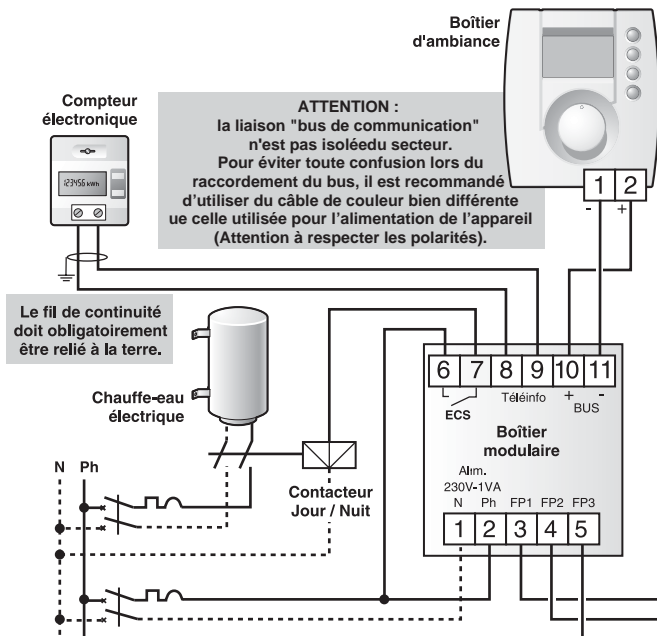 Boîtier
d'ambiance
Compteur
électronique
123456 kWh
ATTENTION :
la liaison "bus de communication"
n'est pas isoléedu secteur.
Pour éviter toute confusion lors du
raccordement du bus, il est recommandé
d'utiliser du câble de couleur bien différente
ue celle utilisée pour l'alimentation de l'appareil
(Attention à respecter les polarités).
1 2
- +
Le fil de continuité
doit obligatoirement
être relié à la terre.
Chauffe-eau
électrique
6 7 8 9 10 11
ECS
Téléinfo
+ -
BUS
Boîtier
modulaire
Alim.
230V-1VA
N Ph FP1 FP2 FP3
1 2 3 4 5
Contacteur
Jour / Nuit
N Ph